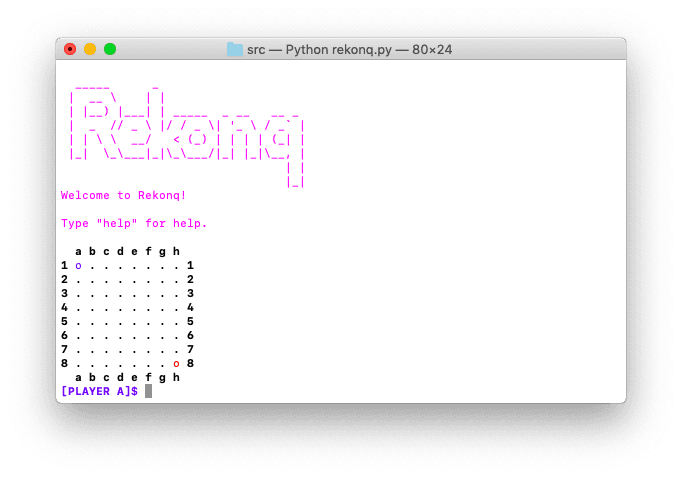 src — Python rekonq.py — 80×24
Rekonq
Welcome to Rekonq!
Type "help" for help.
a b c d e f g h
1 o . . . . . . . 1
2 . . . . . . . . 2
3 . . . . . . . . 3
4 . . . . . . . . 4
5 . . . . . . . . 5
6 . . . . . . . . 6
7 . . . . . . . . 7
8 . . . . . . . o 8
a b c d e f g h
[PLAYER A]$